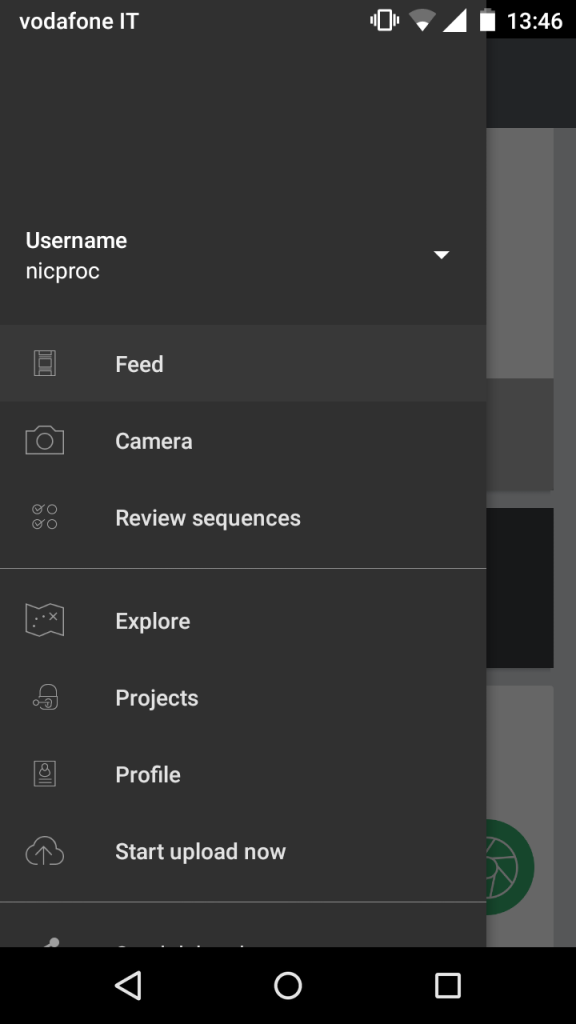 vodafone IT
13:46
Username
nicproc
Feed
Camera
Review sequences
Explore
Projects
Profile
Start upload now